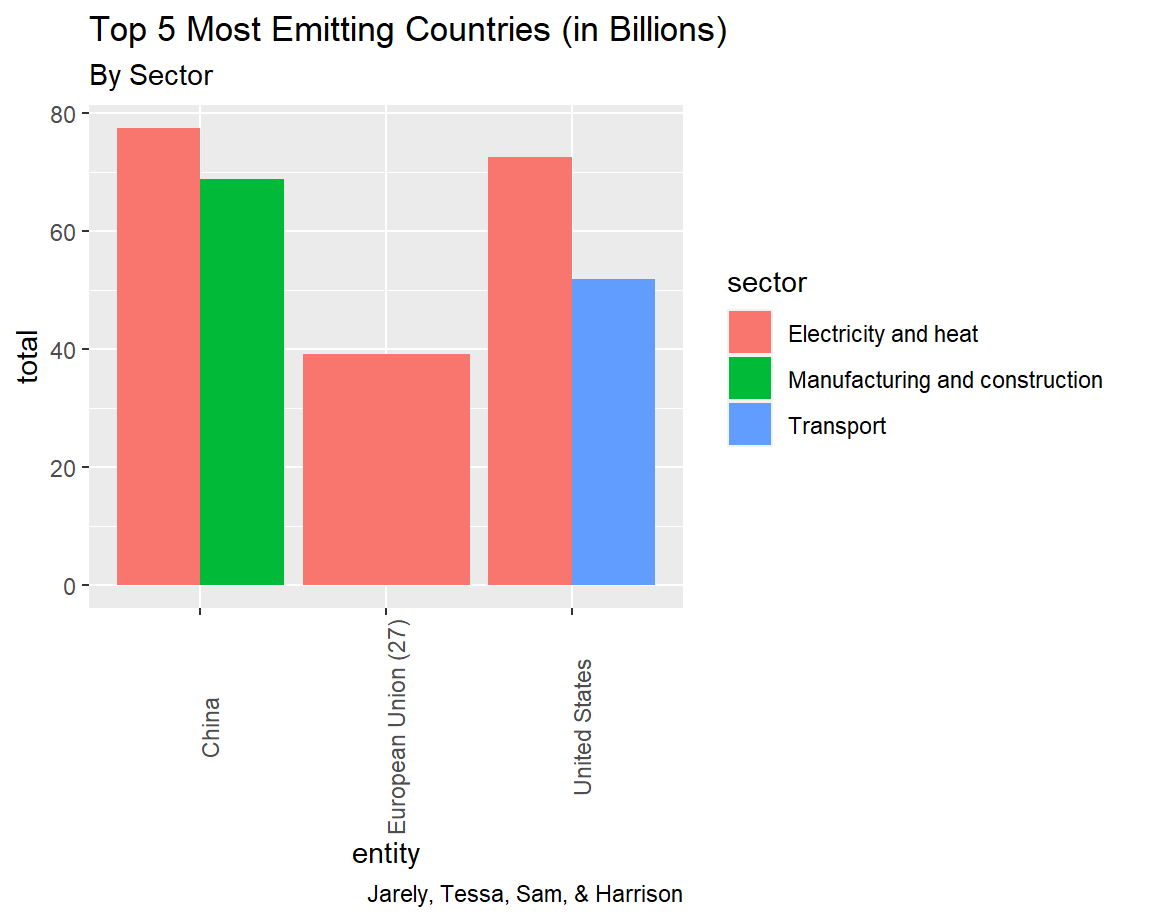 Top 5 Most Emitting Countries (in Billions)
By Sector
80
60
40
20
0
total
China
European Union (27)
United States
entity
sector
Electricity and heat
Manufacturing and construction
Transport
Jarely, Tessa, Sam, & Harrison